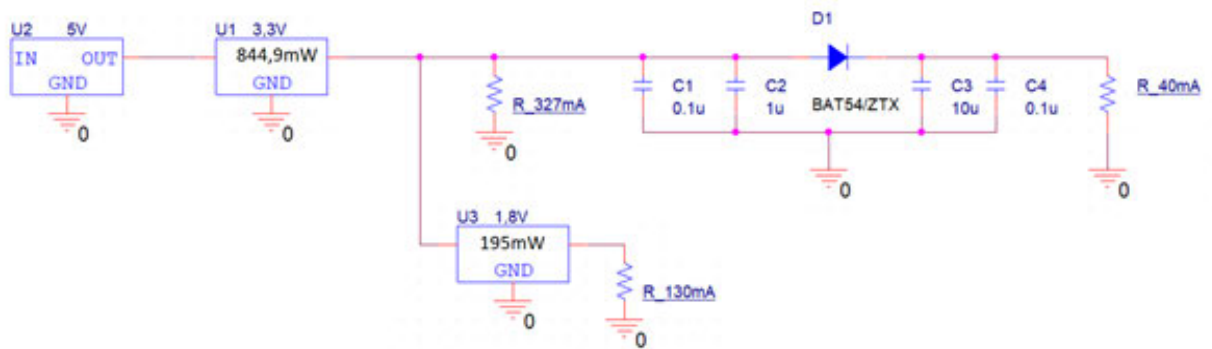 U2 5V
IN OUT
GND
0
U1 3,3V
844,9mW
GND
0
R_327mA
0
U3 1,8V
195mW
GND
0
R_130mA
0
C1
0.1u
C2
1u
D1
BAT54/ZTX
0
C3
10u
C4
0.1u
R_40mA
0